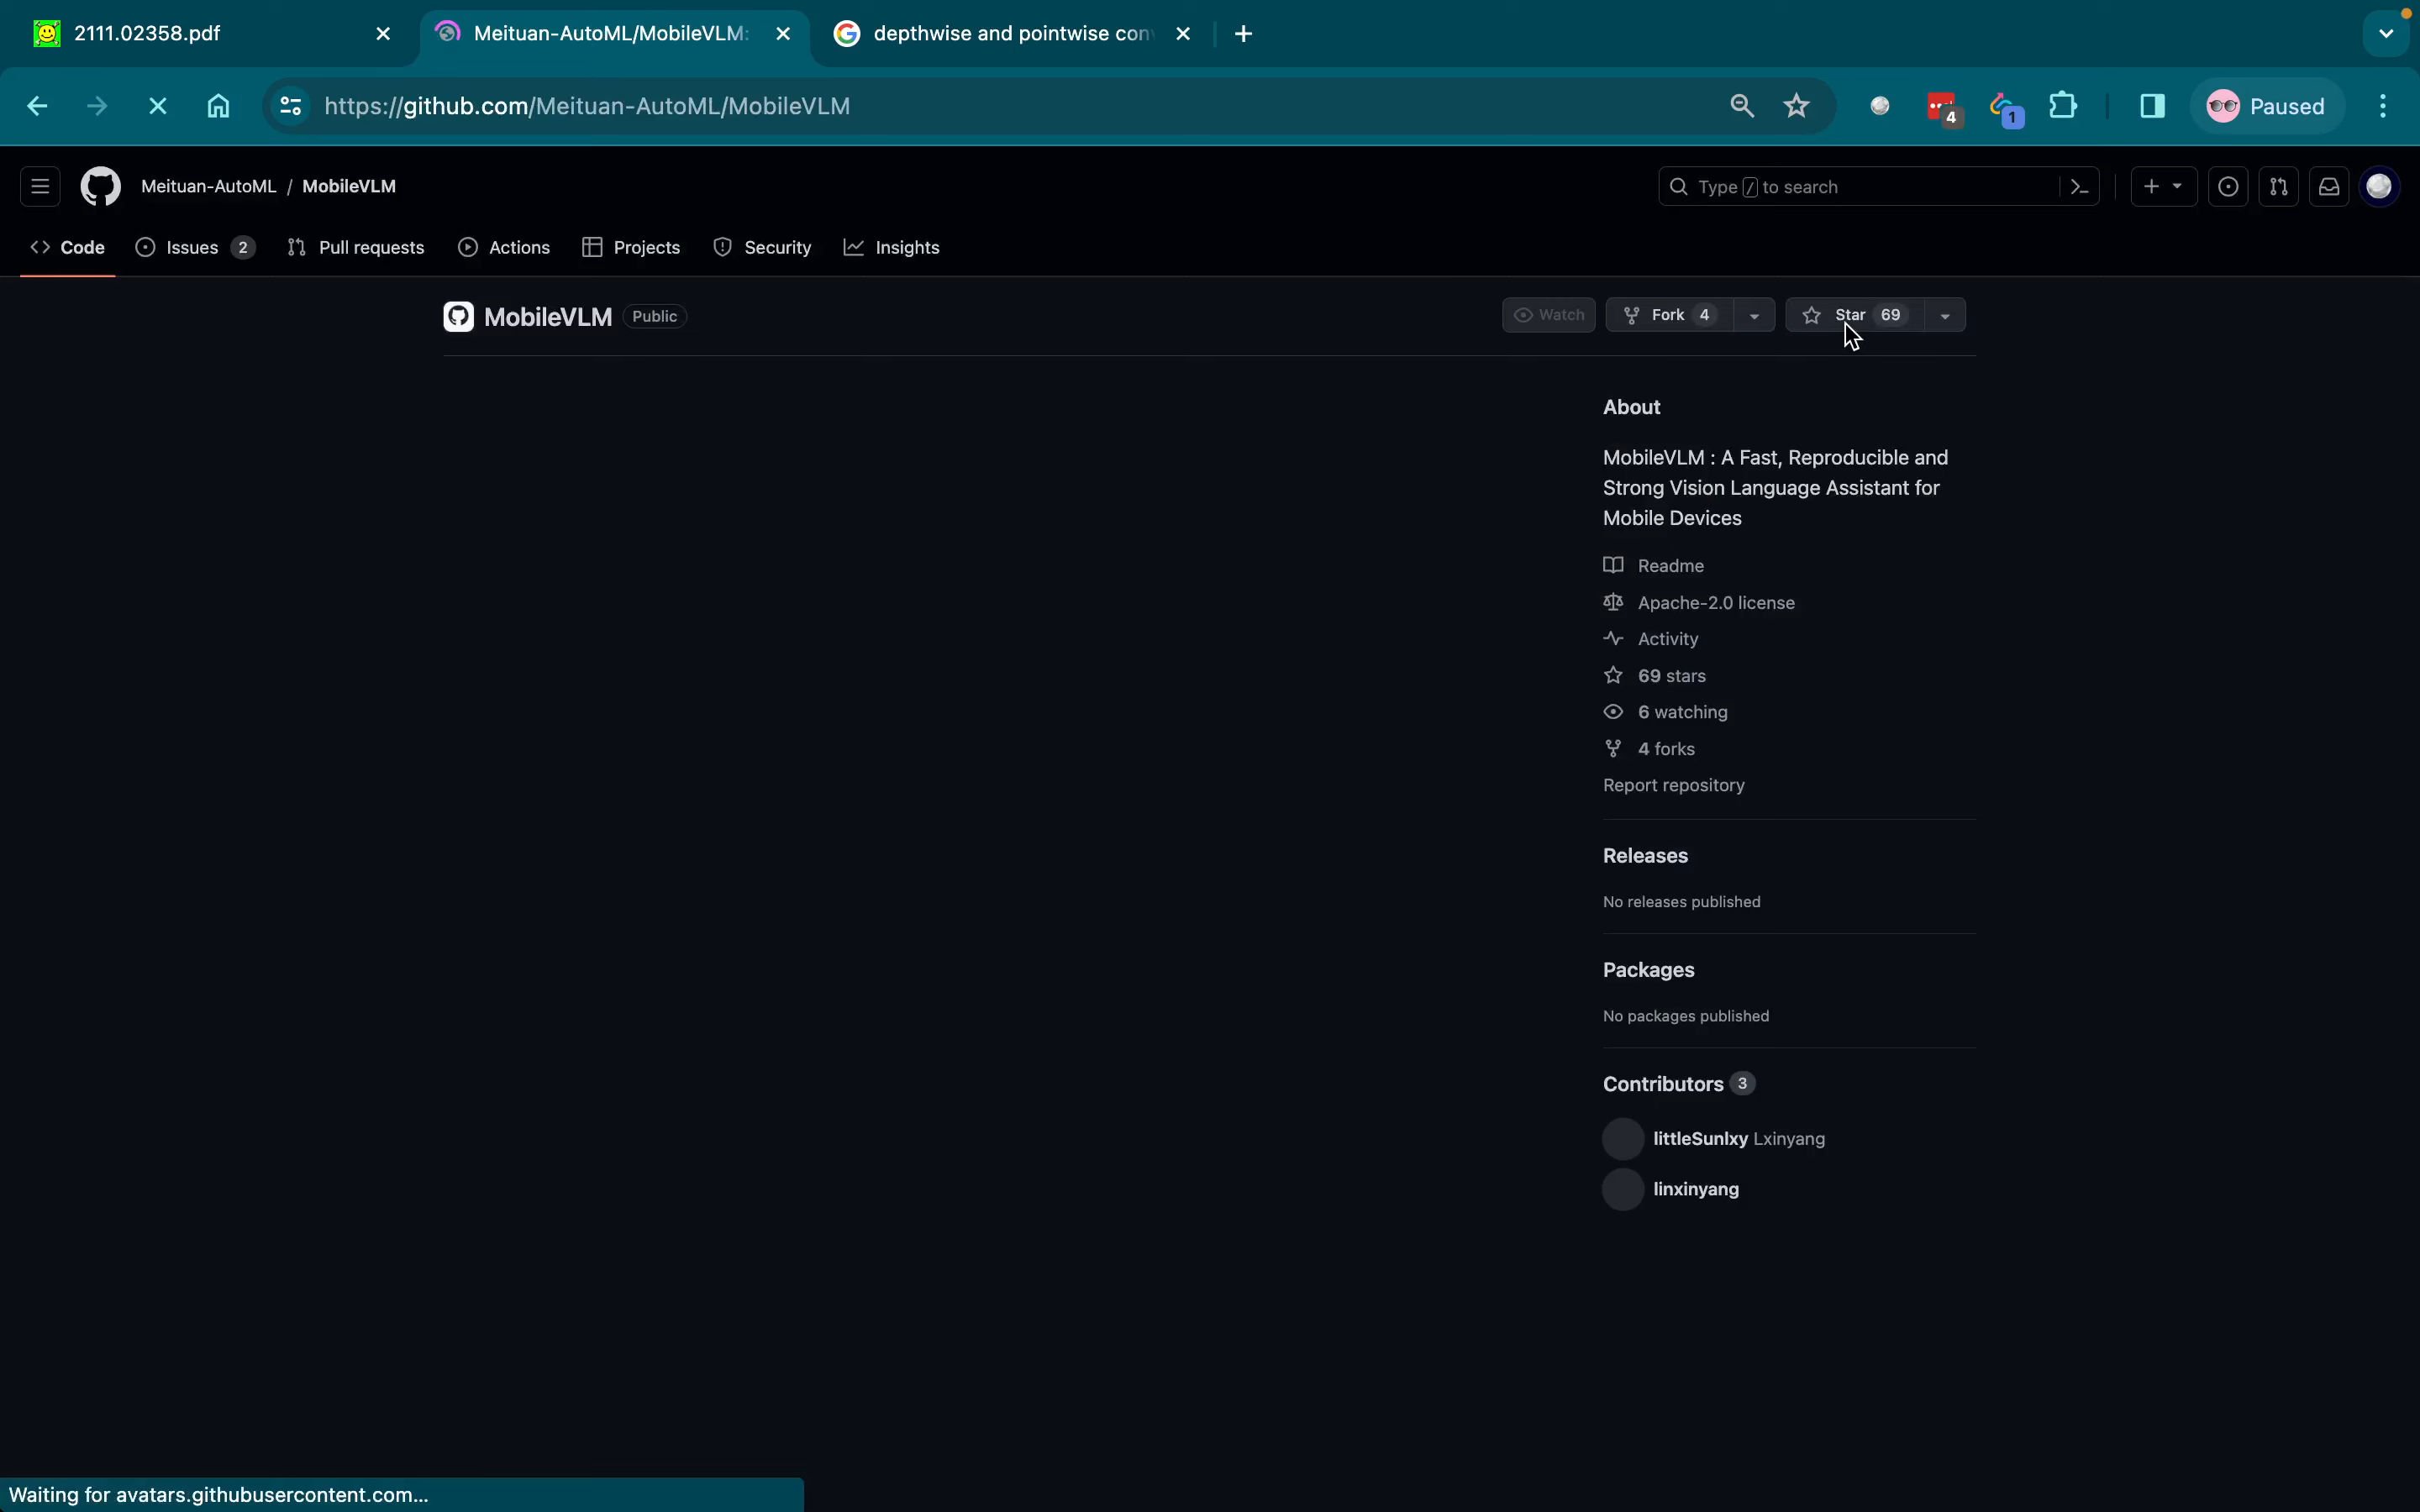 2111.02358.pdf
Meituan-AutoML/MobileVLM:
depthwise and pointwise con
https://github.com/Meituan-AutoML/MobileVLM
4
1
Paused
Meituan-AutoML / MobileVLM
Type / to search
Code
Issues 2
Pull requests
Actions
Projects
Security
Insights
MobileVLM Public
Watch
Fork 4
Star 69
About
MobileVLM : A Fast, Reproducible and
Strong Vision Language Assistant for
Mobile Devices
Readme
Apache-2.0 license
Activity
69 stars
6 watching
4 forks
Report repository
Releases
No releases published
Packages
No packages published
Contributors 3
littleSunlxy Lxinyang
linxinyang
Waiting for avatars.githubusercontent.com...